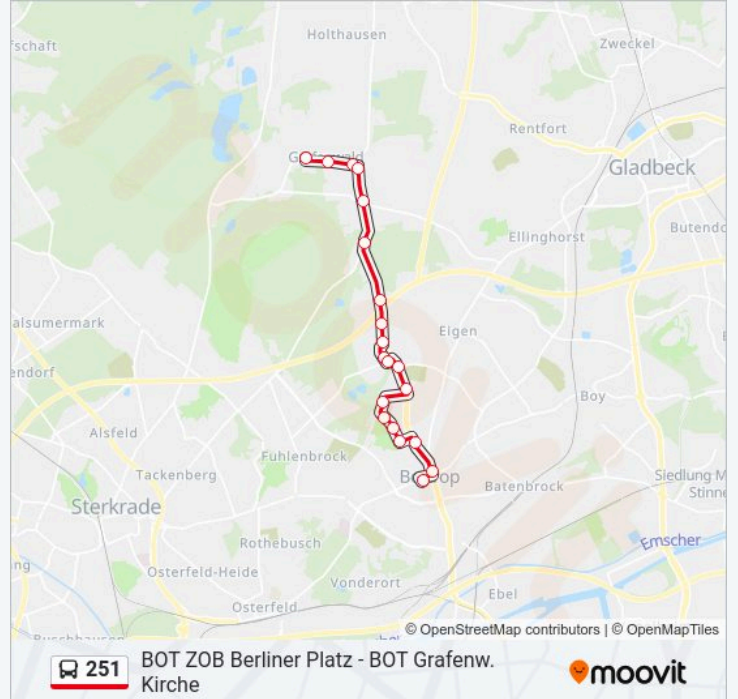 Holthausen
fschaft
Zweckel
Rentfort
Gladbeck
Butendo
Ellinghorst
alsumermark
Eigen
endorf
Boy
Alsfeld
Fuhlenbrock
Tackenberg
Batenbrock
Siedlung M
Stinne
Sterkrade
Emscher
Rothebusch
Osterfeld-Heide
Vonderort
Ebel
Osterfeld
© OpenStreetMap contributors | © OpenMapTiles
251
BOT ZOB Berliner Platz - BOT Grafenw.
Kirche
moovit